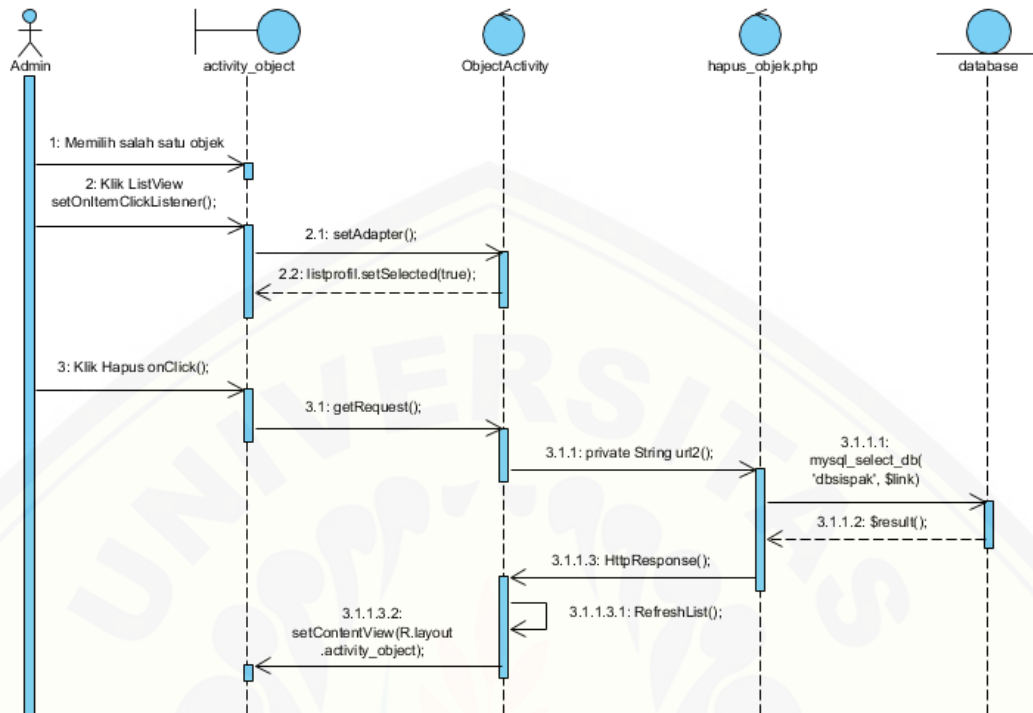 Admin
activity_object
ObjectActivity
hapus_objek.php
database
1: Memilih salah satu objek
2: Klik ListView
setOnItemClickListener();
2.1: setAdapter();
2.2: listprofil.setSelected(true);
3: Klik Hapus onClick();
3.1: getRequest();
3.1.1: private String url2();
3.1.1.1:
mysql_select_db(
'dbsispak', $link)
3.1.1.2: $result();
3.1.1.3: HttpResponse();
3.1.1.3.1: RefreshList();
3.1.1.3.2:
setContentView(R.layout
.activity_object);
UNIVERSITAS